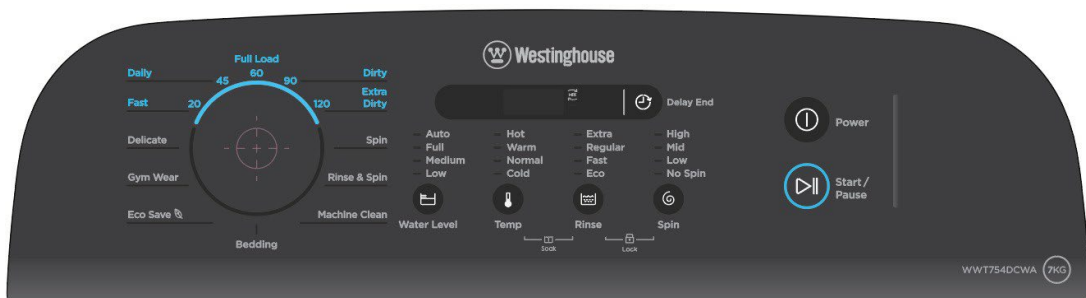 Westinghouse
Full Load
Daily 45 60 90 Dirty
Fast 20 120 Extra
Dirty
Delicate Spin
Gym Wear Rinse & Spin
Eco Save Machine Clean
Bedding
Delay End
Auto Hot Extra High
Full Warm Regular Mid
Medium Normal Fast Low
Low Cold Eco No Spin
Water Level Temp Rinse Spin
Soak Lock
Power
Start/
Pause
WWT754DCWA 7KG